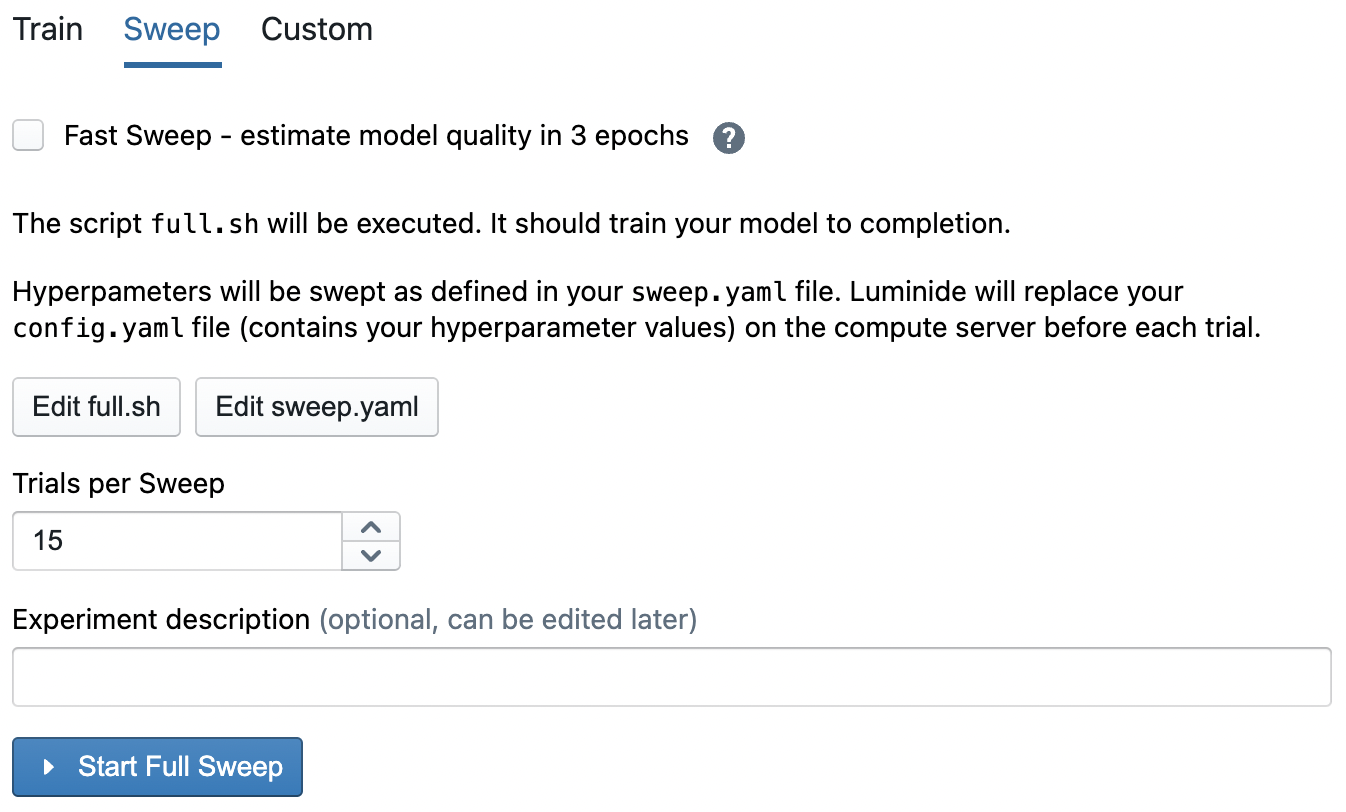 Train Sweep Custom
Fast Sweep - estimate model quality in 3 epochs ?
The script full.sh will be executed. It should train your model to completion.
Hyperpameters will be swept as defined in your sweep.yaml file. Luminide will replace your
config.yaml file (contains your hyperparameter values) on the compute server before each trial.
Edit full.sh Edit sweep.yaml
Trials per Sweep
15
Experiment description (optional, can be edited later)
Start Full Sweep